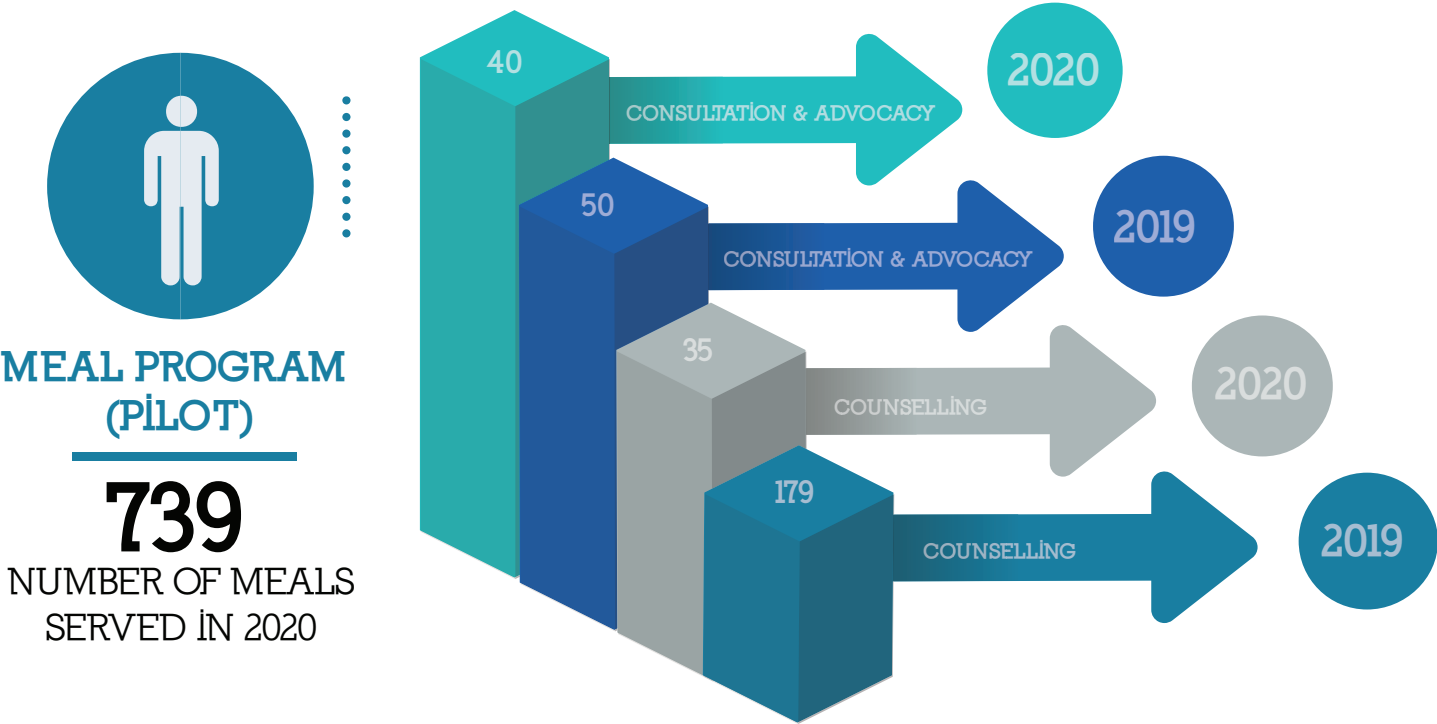 MEAL PROGRAM
(PİLOT)
739
NUMBER OF MEALS
SERVED İN 2020
40
CONSULTATİON & ADVOCACY
2020
50
CONSULTATİON & ADVOCACY
2019
35
COUNSELLİNG
2020
179
COUNSELLİNG
2019